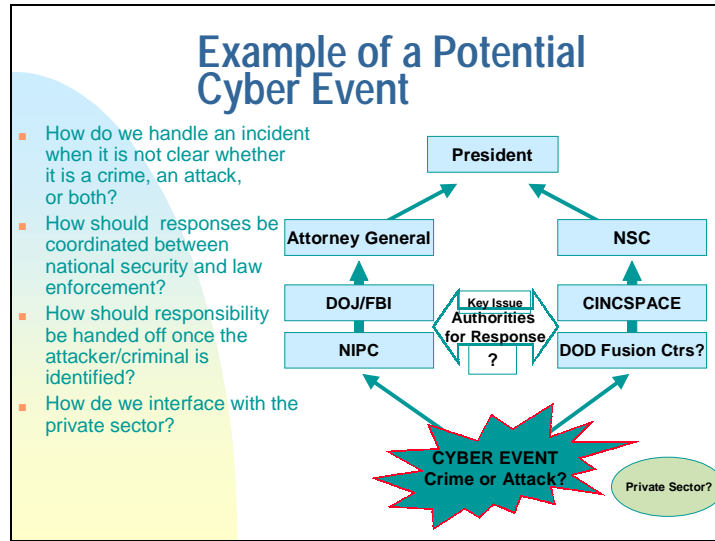 Example of a Potential
Cyber Event
How do we handle an incident
when it is not clear whether
it is a crime, an attack,
or both?
How should responses be
coordinated between
national security and law
enforcement?
How should responsibility
be handed off once the
attacker/criminal is
identified?
How de we interface with the
private sector?
President
Attorney General
NSC
DOJ/FBI
Key Issue
CINCSPACE
Authorities
for Response
?
NIPC
DOD Fusion Ctrs?
CYBER EVENT
Crime or Attack?
Private Sector?